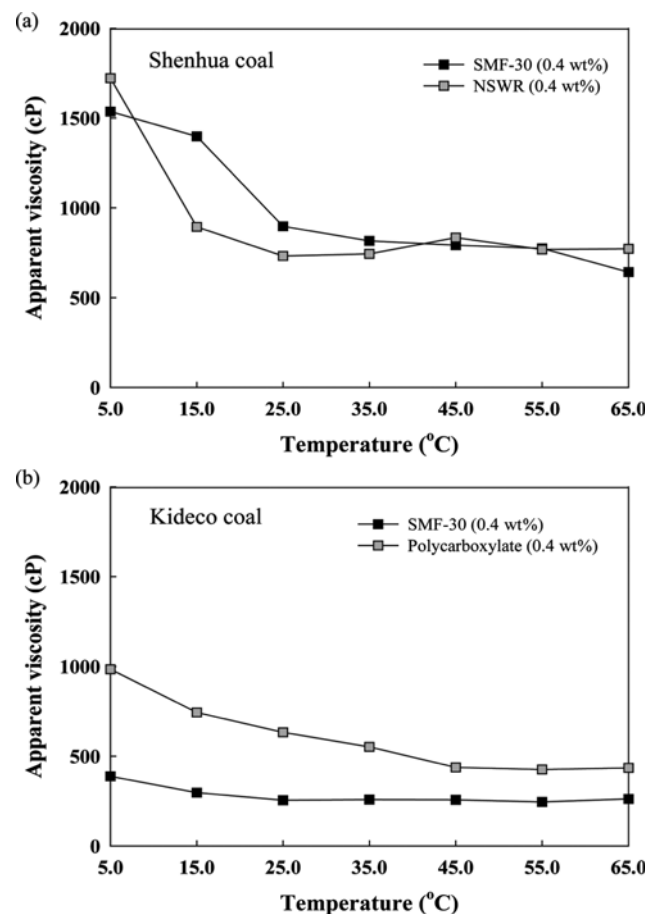 (a)
2000
Shenhua coal
SMF-30 (0.4 wt%)
NSWR (0.4 wt%)
1500
1000
500
0
Apparent viscosity (cP)
5.0 15.0 25.0 35.0 45.0 55.0 65.0
Temperature (°C)
(b)
2000
Kideco coal
SMF-30 (0.4 wt%)
Polycarboxylate (0.4 wt%)
1500
1000
500
0
Apparent viscosity (cP)
5.0 15.0 25.0 35.0 45.0 55.0 65.0
Temperature (°C)